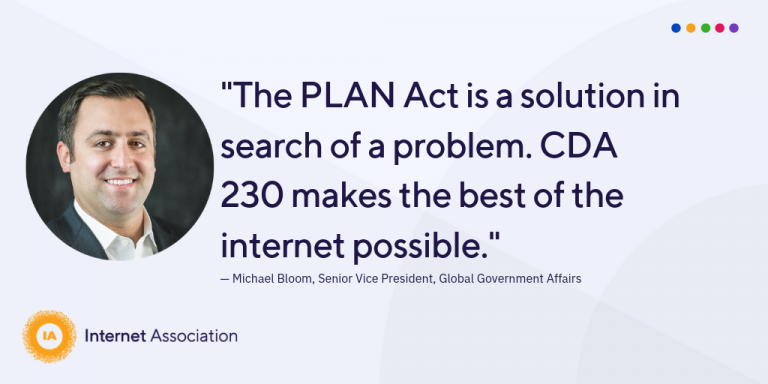 "The PLAN Act is a solution in
search of a problem. CDA
230 makes the best of the
internet possible."
— Michael Bloom, Senior Vice President, Global Government Affairs
IA
Internet Association